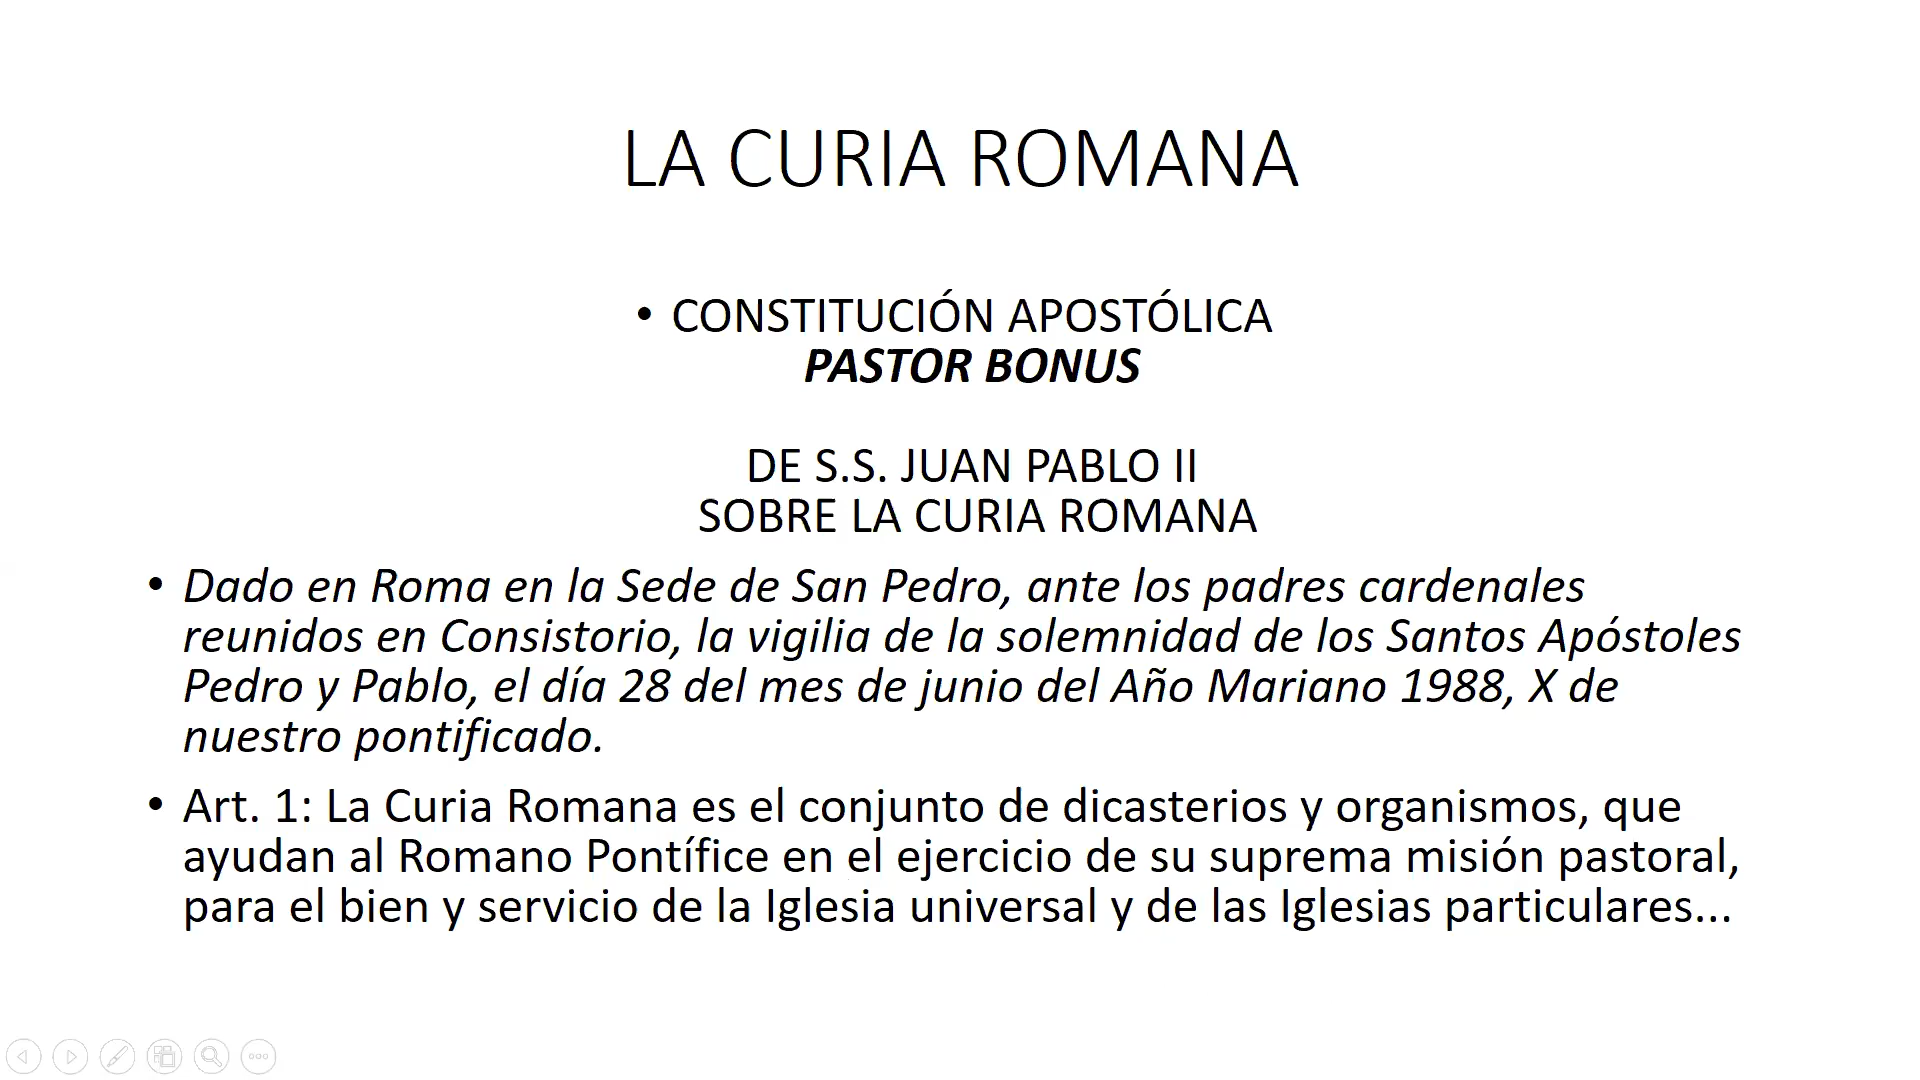 LA CURIA ROMANA
• CONSTITUCIÓN APOSTÓLICA
PASTOR BONUS
DE S.S. JUAN PABLO II
SOBRE LA CURIA ROMANA
• Dado en Roma en la Sede de San Pedro, ante los padres cardenales
reunidos en Consistorio, la vigilia de la solemnidad de los Santos Apóstoles
Pedro y Pablo, el día 28 del mes de junio del Año Mariano 1988, X de
nuestro pontificado.
• Art. 1: La Curia Romana es el conjunto de dicasterios y organismos, que
ayudan al Romano Pontífice en el ejercicio de su suprema misión pastoral,
para el bien y servicio de la Iglesia universal y de las Iglesias particulares...